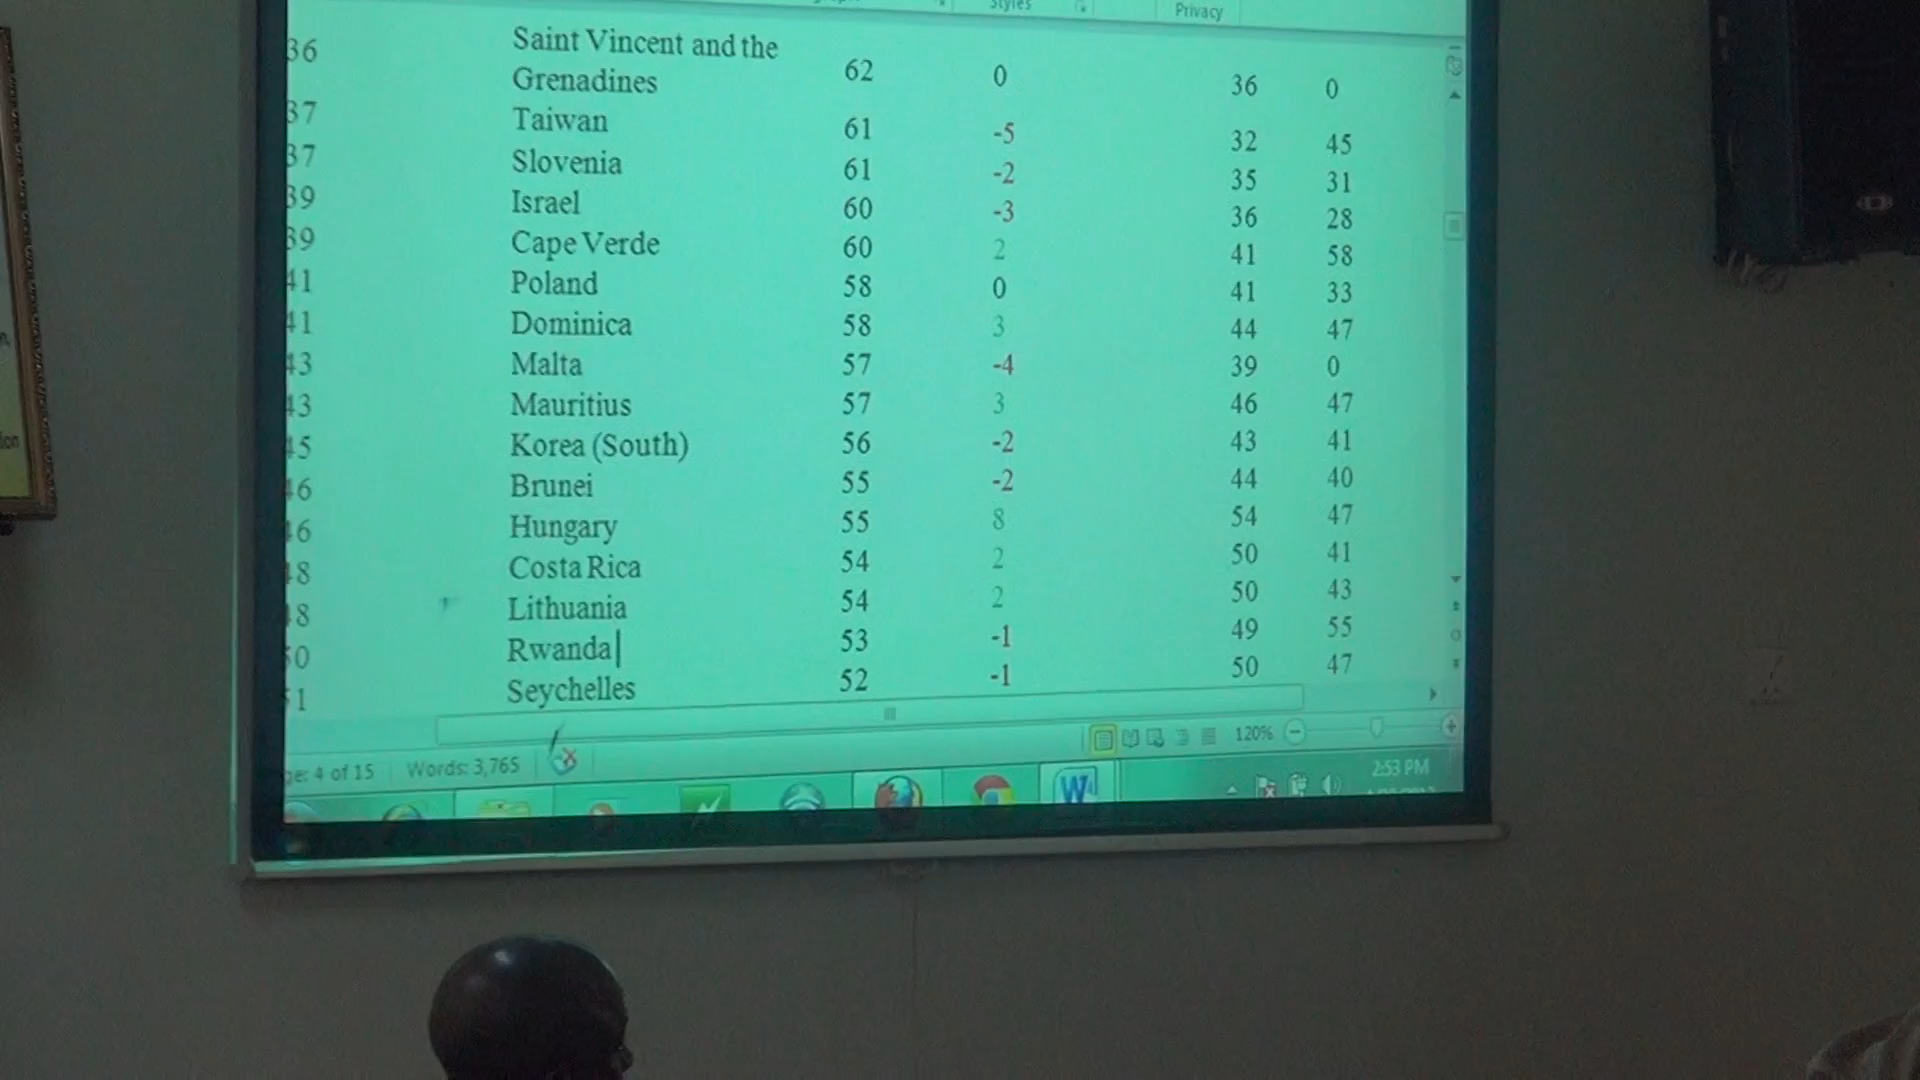 Styles
Privacy
36 Saint Vincent and the
Grenadines 62 0 36 0
37 Taiwan 61 -5 32 45
37 Slovenia 61 -2 35 31
39 Israel 60 -3 36 28
39 Cape Verde 60 2 41 58
41 Poland 58 0 41 33
41 Dominica 58 3 44 47
43 Malta 57 -4 39 0
43 Mauritius 57 3 46 47
45 Korea (South) 56 -2 43 41
46 Brunei 55 -2 44 40
46 Hungary 55 8 54 47
48 Costa Rica 54 2 50 41
48 Lithuania 54 2 50 43
50 Rwanda 53 -1 49 55
51 Seychelles 52 -1 50 47
120%
ge: 4 of 15 Words: 3,765
2:53 PM
W